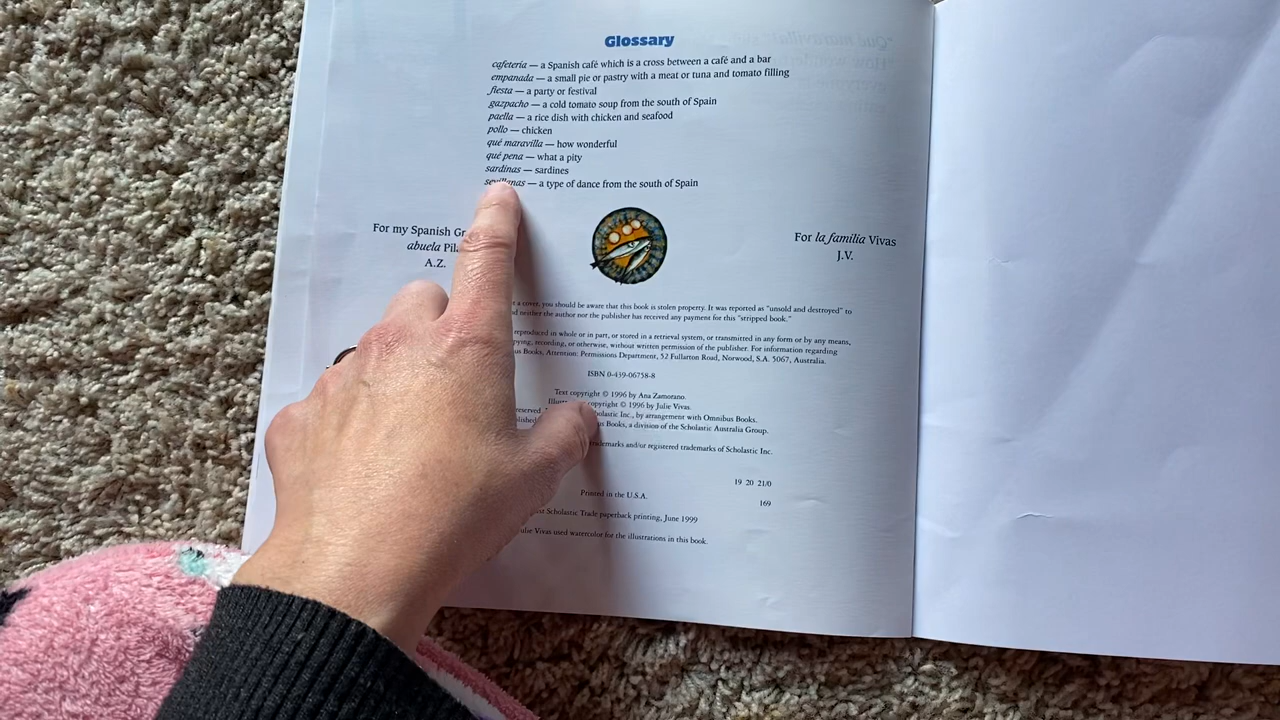 Glossary
cafetería — a Spanish café which is a cross between a café and a bar
empanada — a small pie or pastry with a meat or tuna and tomato filling
fiesta — a party or festival
gazpacho — a cold tomato soup from the south of Spain
paella — a rice dish with chicken and seafood
pollo — chicken
qué maravilla — how wonderful
qué pena — what a pity
sardinas — sardines
sevillanas — a type of dance from the south of Spain
For my Spanish
abuela
A.Z.
For la familia Vivas
J.V.
a cover, you should be aware that this book is stolen property. It was reported as "unsold and destroyed" to
neither the author nor the publisher has received any payment for this "stripped book."
reproduced in whole or in part, or stored in a retrieval system, or transmitted in any form or by any means,
recording, or otherwise, without written permission of the publisher. For information regarding
Books, Attention: Permissions Department, 52 Fullarton Road, Norwood, S.A. 5067, Australia.
ISBN 0-439-06758-8
Text copyright © 1996 by Ana Zamorano.
copyright © 1996 by Julie Vivas.
Inc., by arrangement with Omnibus Books,
Books, a division of the Scholastic Australia Group.
and/or registered trademarks of Scholastic Inc.
19 20 21/0
Printed in the U.S.A.
169
Scholastic Trade paperback printing, June 1999
Vivas used watercolor for the illustrations in this book.